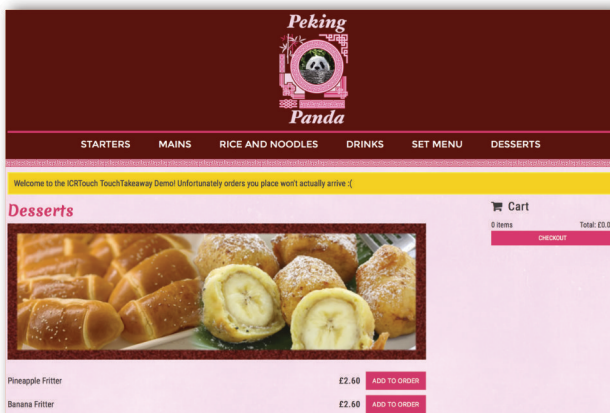 Peking
Panda
STARTERS MAINS RICE AND NOODLES DRINKS SET MENU DESSERTS
Welcome to the ICRTouch TouchTakeaway Demo! Unfortunately orders you place won't actually arrive :(
Desserts
Cart
0 items Total: £0.0
CHECKOUT
Pineapple Fritter £2.60 ADD TO ORDER
Banana Fritter £2.60 ADD TO ORDER